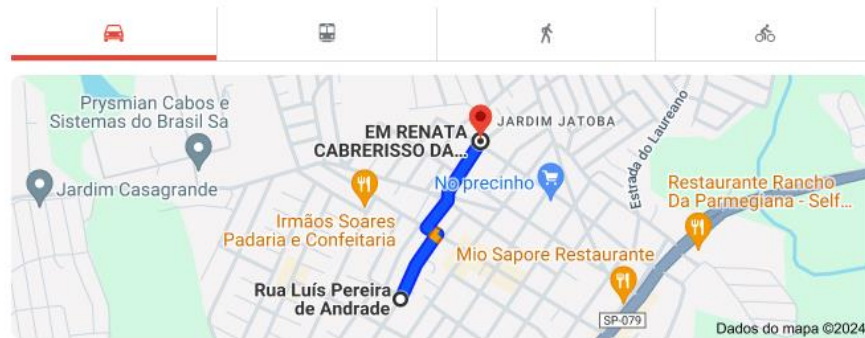 Prysmian Cabos e
Sistemas do Brasil Sa
EM RENATA
CABRERISSO DA...
JARDIM JATOBA
Jardim Casagrande
No precinho
Estrada do Laureano
Restaurante Rancho
Da Parmegiana - Self...
Irmãos Soares
Padaria e Confeitaria
Mio Sapore Restaurante
Rua Luís Pereira
de Andrade
SP-079
Dados do mapa ©2024